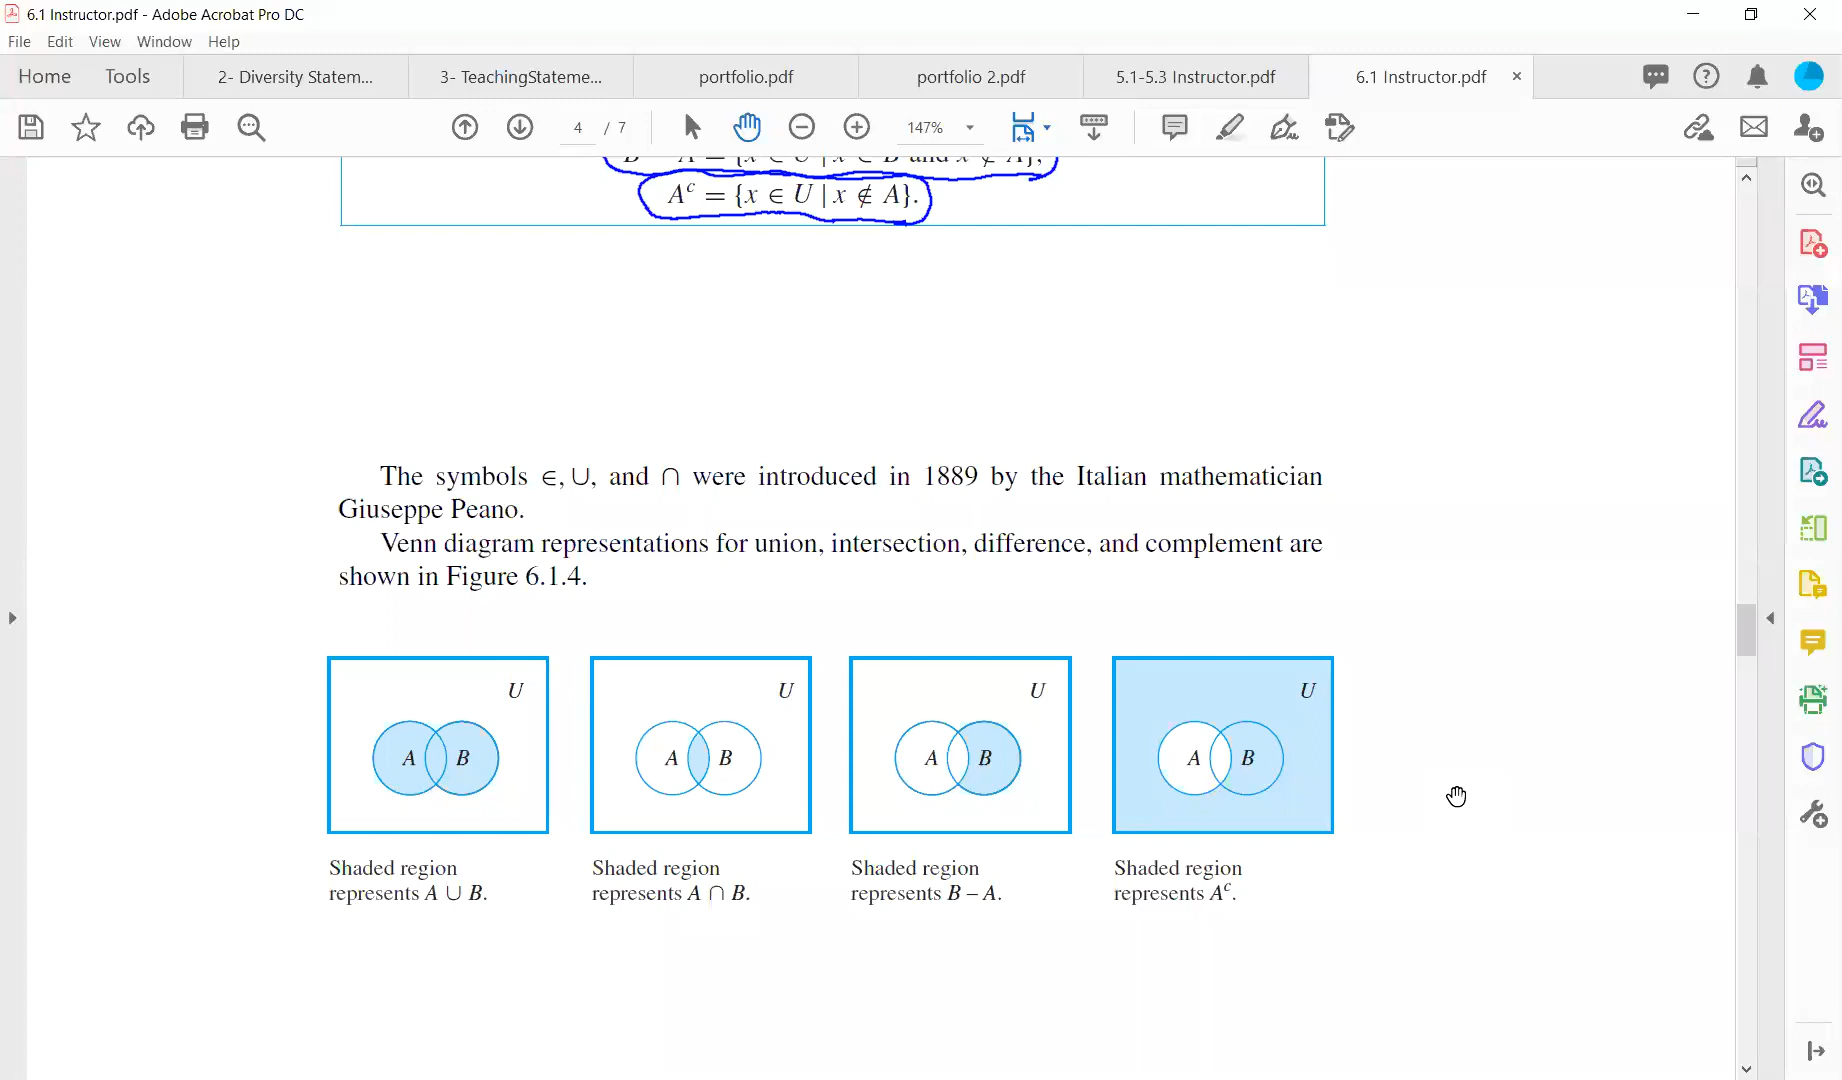 6.1 Instructor.pdf - Adobe Acrobat Pro DC
File Edit View Window Help
Home Tools 2- Diversity Statem... 3- TeachingStateme... portfolio.pdf portfolio 2.pdf 5.1-5.3 Instructor.pdf 6.1 Instructor.pdf ×
4 / 7 147%
B − A = {x ∈ U | x ∈ B and x ∉ A},
Aᶜ = {x ∈ U | x ∉ A}.
The symbols ∈, ∪, and ∩ were introduced in 1889 by the Italian mathematician
Giuseppe Peano.
Venn diagram representations for union, intersection, difference, and complement are
shown in Figure 6.1.4.
U U U U
A B A B A B A B
Shaded region
represents A ∪ B.
Shaded region
represents A ∩ B.
Shaded region
represents B – A.
Shaded region
represents Aᶜ.